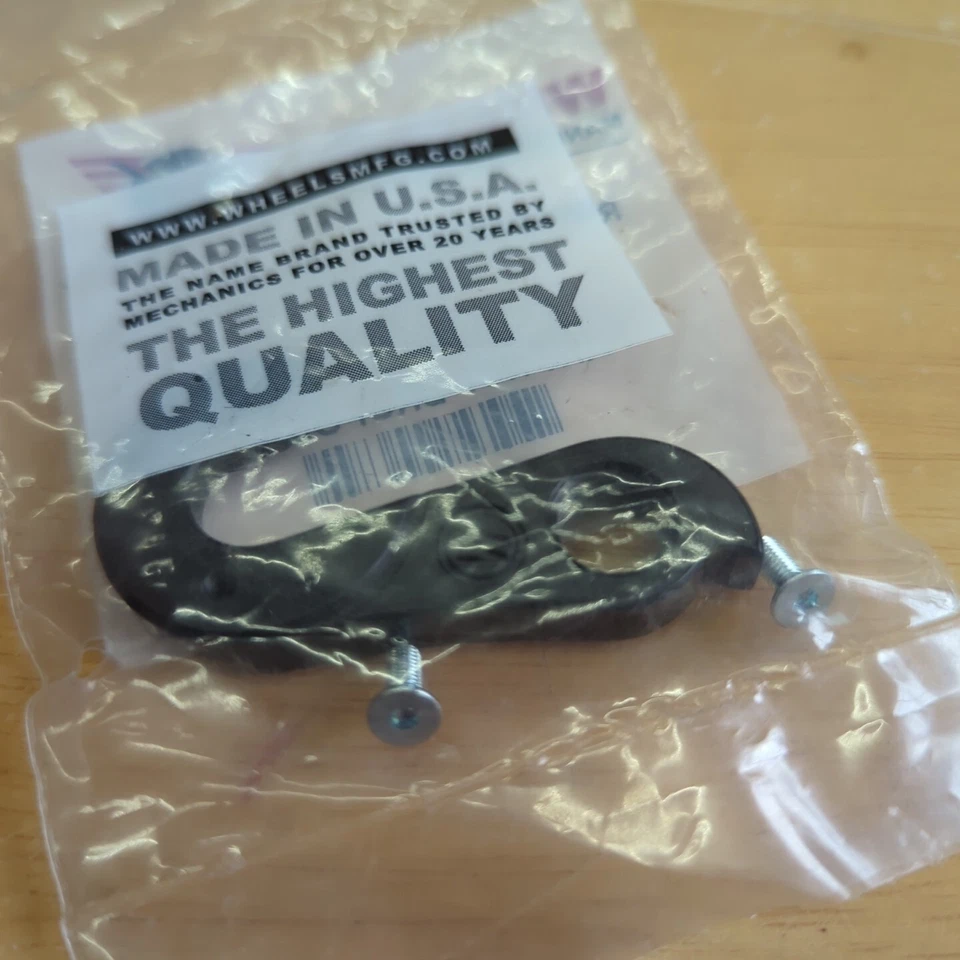 WWW.WHEELSMFG.COM
MADE IN U.S.A.
THE NAME BRAND TRUSTED BY
MECHANICS FOR OVER 20 YEARS
THE HIGHEST
QUALITY